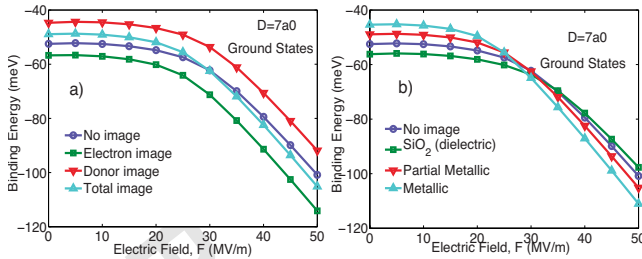 D=7a0
Ground States
a)
No image
Electron image
Donor image
Total image
Binding Energy (meV)
−40
−60
−80
−100
−120
0 10 20 30 40 50
Electric Field, F (MV/m)
D=7a0
Ground States
b)
No image
SiO2 (dielectric)
Partial Metallic
Metallic
Binding Energy (meV)
−40
−60
−80
−100
−120
0 10 20 30 40 50
Electric Field, F (MV/m)